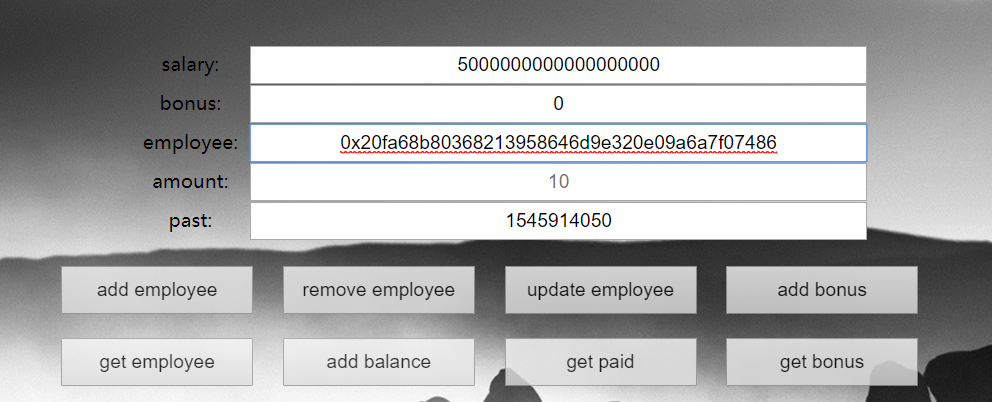 salary: 5000000000000000000
bonus: 0
employee: 0x20fa68b80368213958646d9e320e09a6a7f07486
amount: 10
past: 1545914050
add employee remove employee update employee add bonus
get employee add balance get paid get bonus